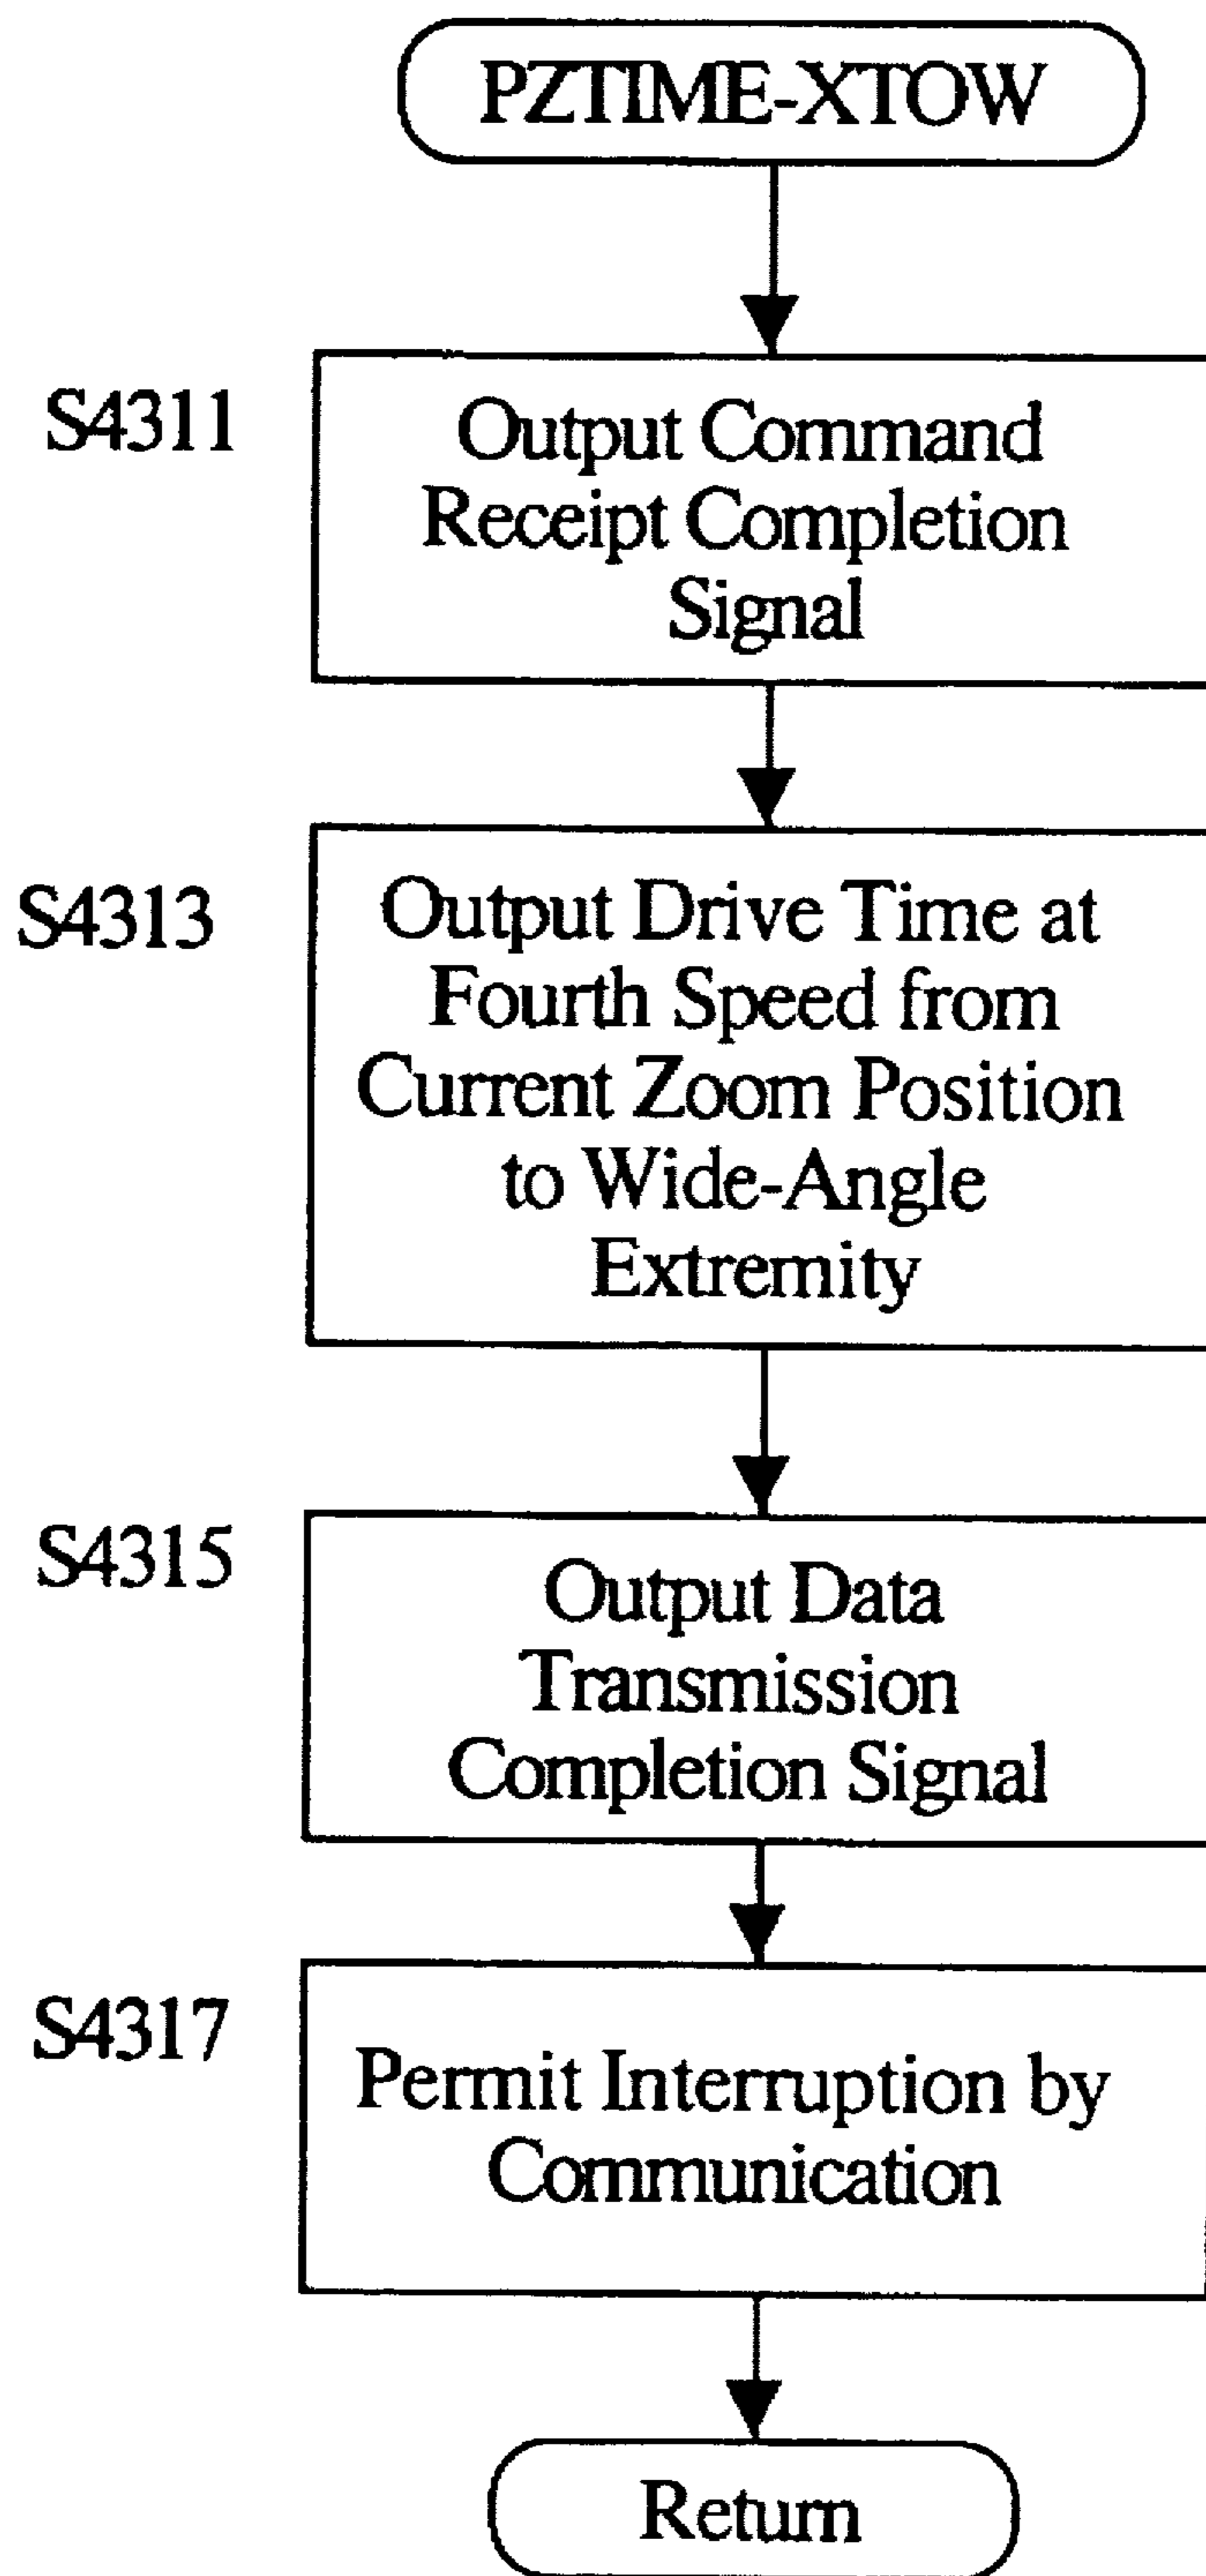 PZTIME-XTOW
S4311
Output Command
Receipt Completion
Signal
S4313
Output Drive Time at
Fourth Speed from
Current Zoom Position
to Wide-Angle
Extremity
S4315
Output Data
Transmission
Completion Signal
S4317
Permit Interruption by
Communication
Return